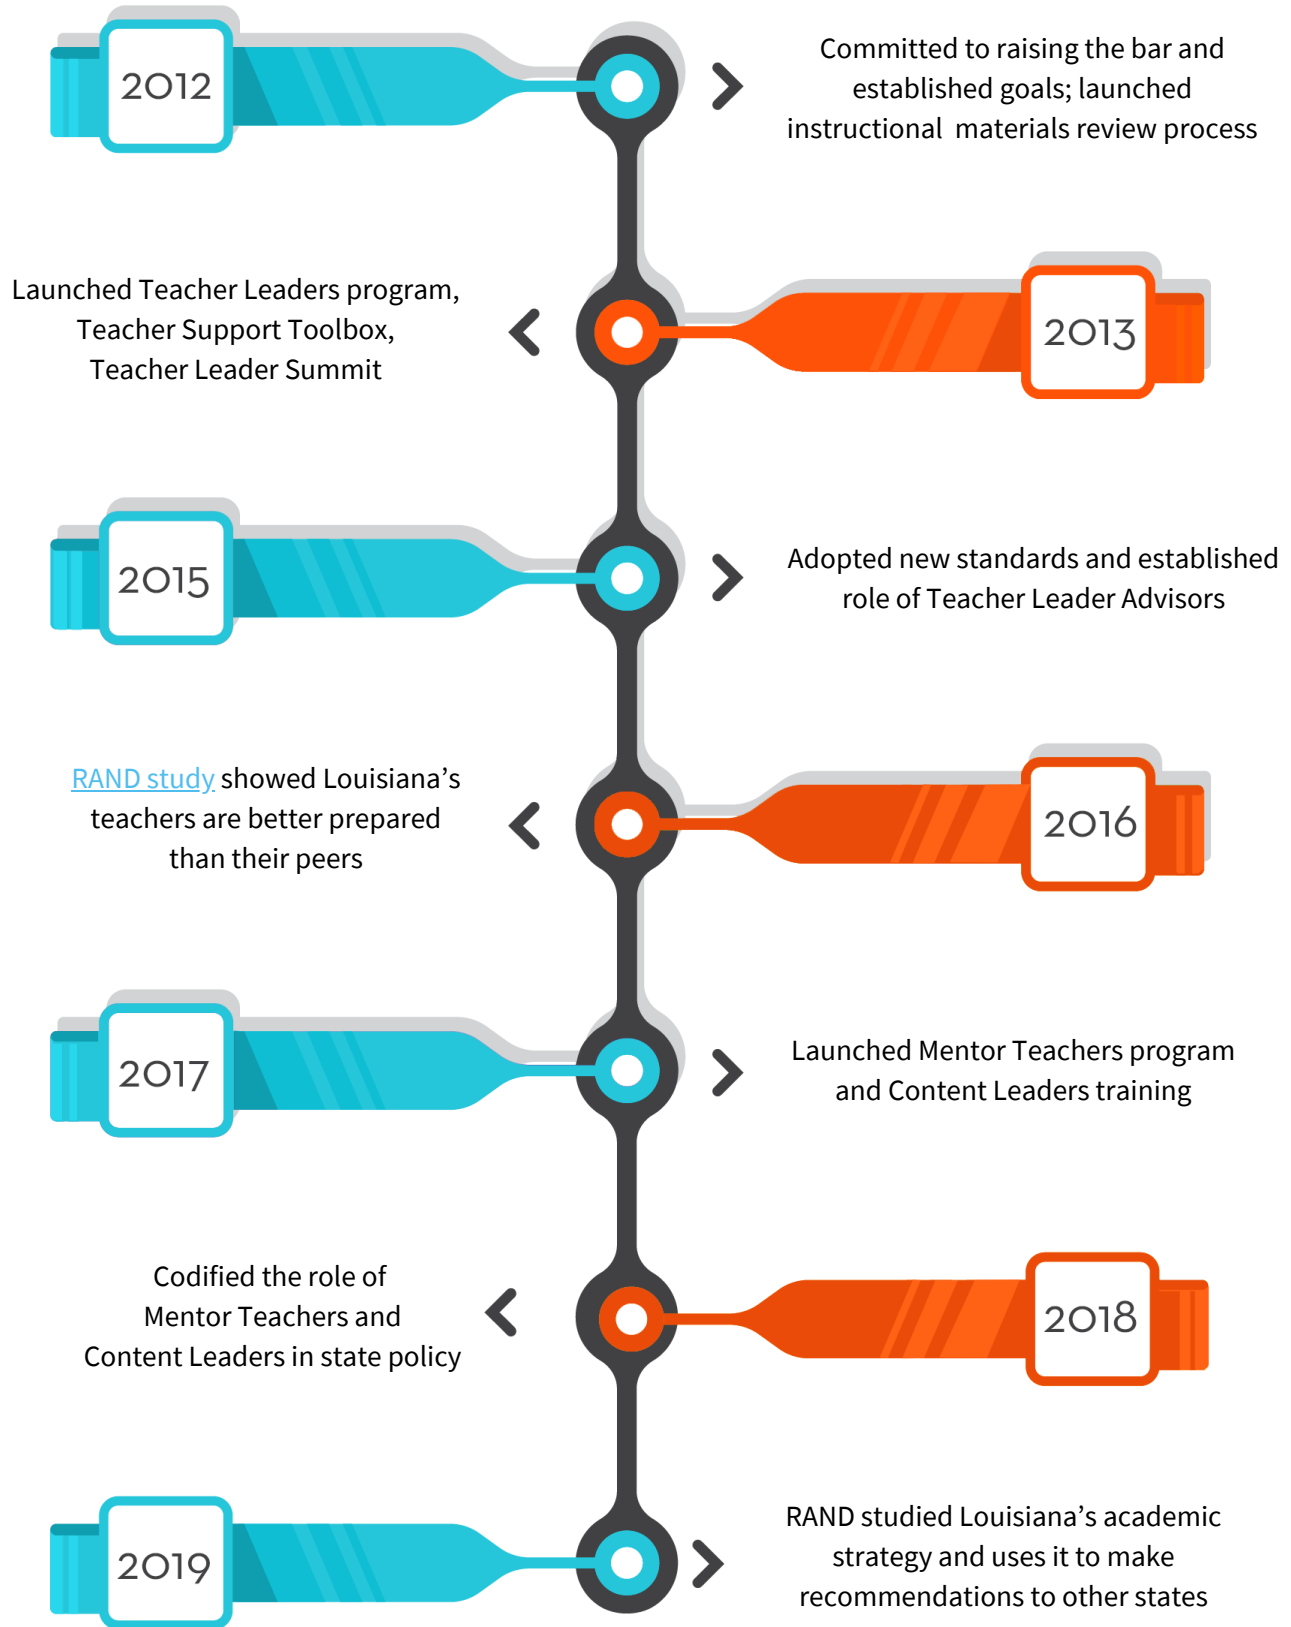 2012
Committed to raising the bar and
established goals; launched
instructional materials review process
Launched Teacher Leaders program,
Teacher Support Toolbox,
Teacher Leader Summit
2013
2015
Adopted new standards and established
role of Teacher Leader Advisors
RAND study showed Louisiana’s
teachers are better prepared
than their peers
2016
2017
Launched Mentor Teachers program
and Content Leaders training
Codified the role of
Mentor Teachers and
Content Leaders in state policy
2018
2019
RAND studied Louisiana’s academic
strategy and uses it to make
recommendations to other states